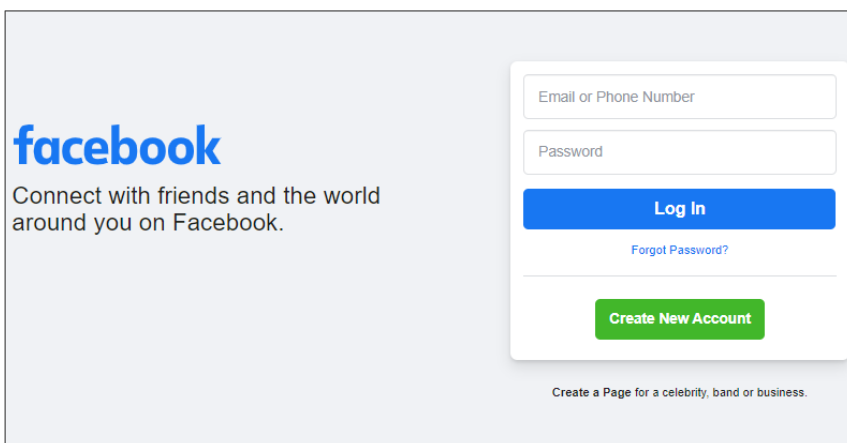 facebook
Connect with friends and the world
around you on Facebook.
Email or Phone Number
Password
Log In
Forgot Password?
Create New Account
Create a Page for a celebrity, band or business.